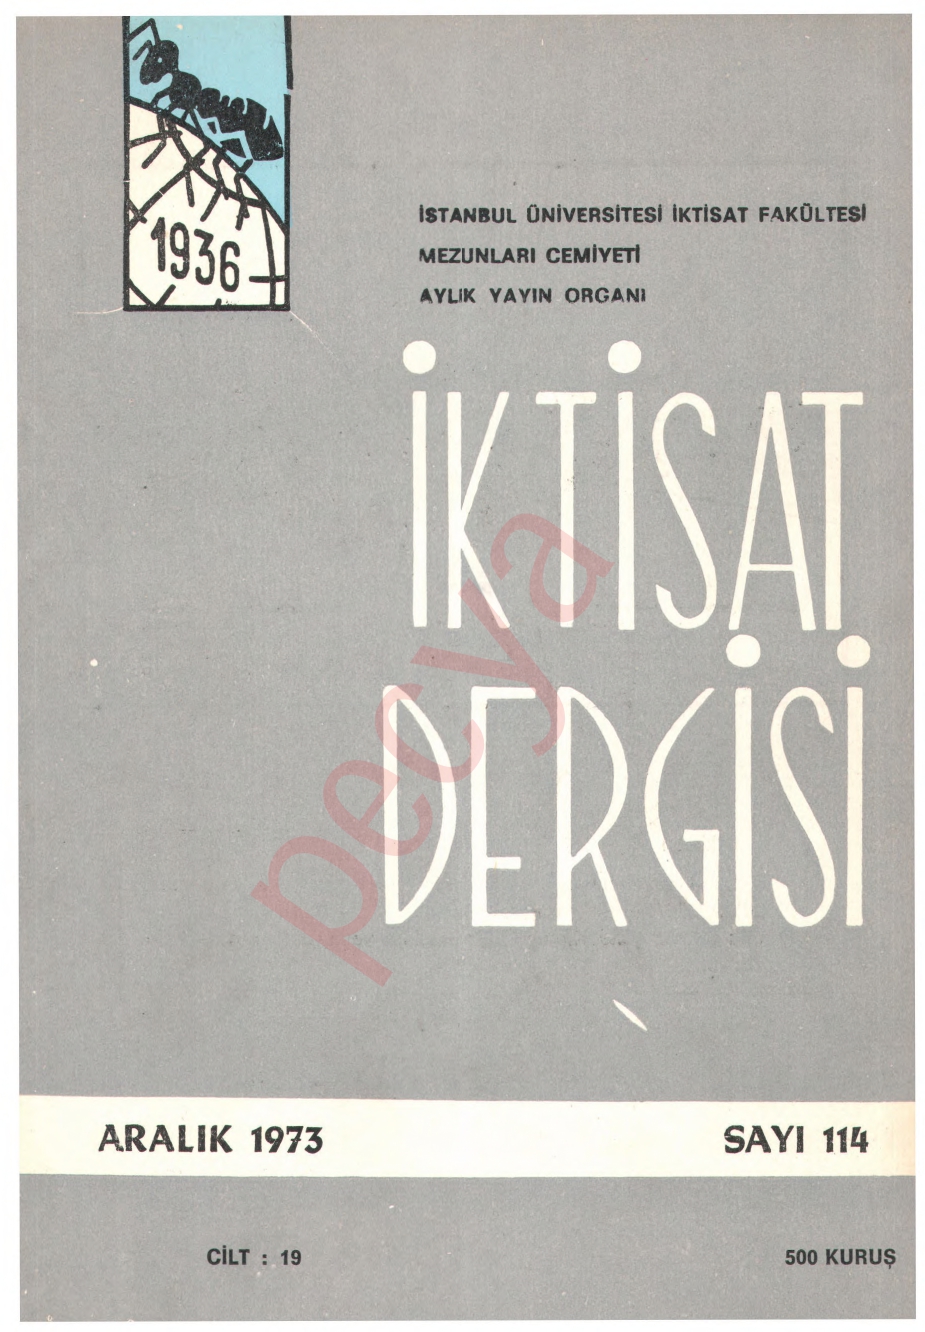 1936
İSTANBUL ÜNİVERSİTESİ İKTİSAT FAKÜLTESİ
MEZUNLARI CEMİYETİ
AYLIK YAYIN ORGANI
İKTİSAT
DERGİSİ
pecya
ARALIK 1973
SAYI 114
CİLT : 19
500 KURUŞ